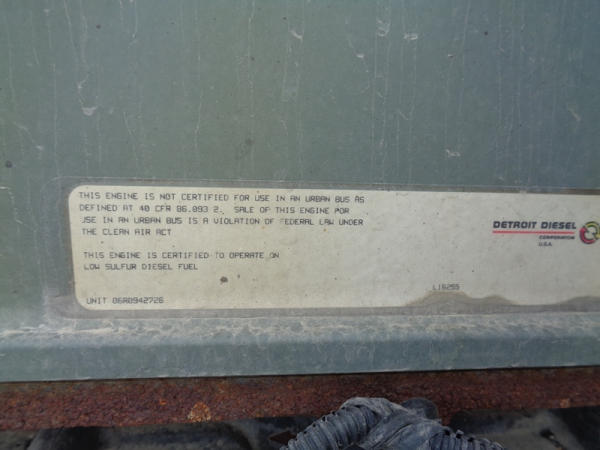 THIS ENGINE IS NOT CERTIFIED FOR USE IN AN URBAN BUS AS
DEFINED AT 40 CFR 86.093 2. SALE OF THIS ENGINE FOR
USE IN AN URBAN BUS IS A VIOLATION OF FEDERAL LAW UNDER
THE CLEAN AIR ACT
THIS ENGINE IS CERTIFIED TO OPERATE ON
LOW SULFUR DIESEL FUEL
UNIT 06R0942726
L16255
DETROIT DIESEL
CORPORATION
U.S.A.